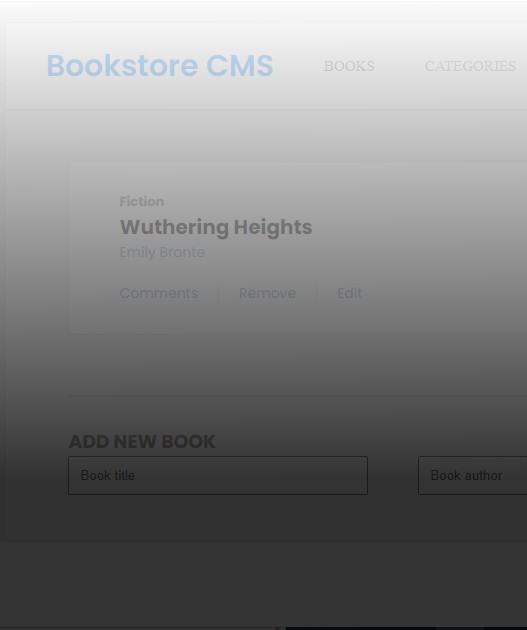 Bookstore CMS BOOKS CATEGORIES
Fiction
Wuthering Heights
Emily Bronte
Comments Remove Edit
ADD NEW BOOK
Book title Book author